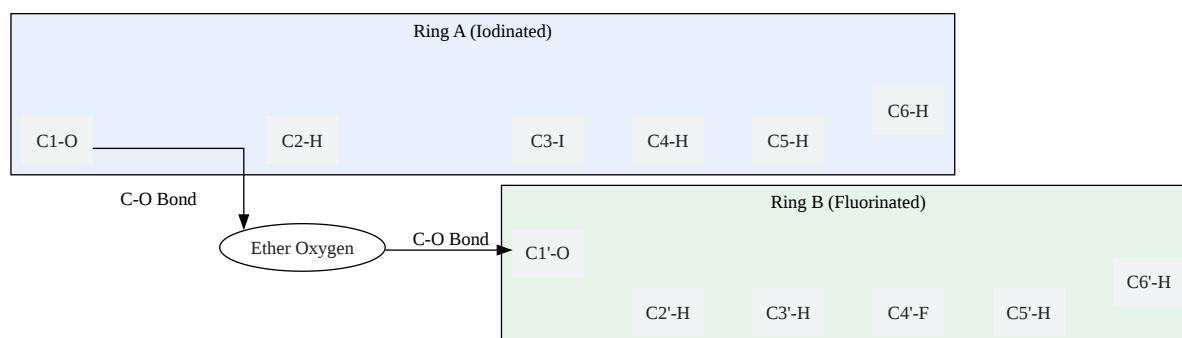 Ring A (Iodinated)
C6-H
C1-O
C2-H
C3-I
C4-H
C5-H
C-O Bond
Ring B (Fluorinated)
Ether Oxygen
C-O Bond
C1'-O
C6'-H
C2'-H
C3'-H
C4'-F
C5'-H